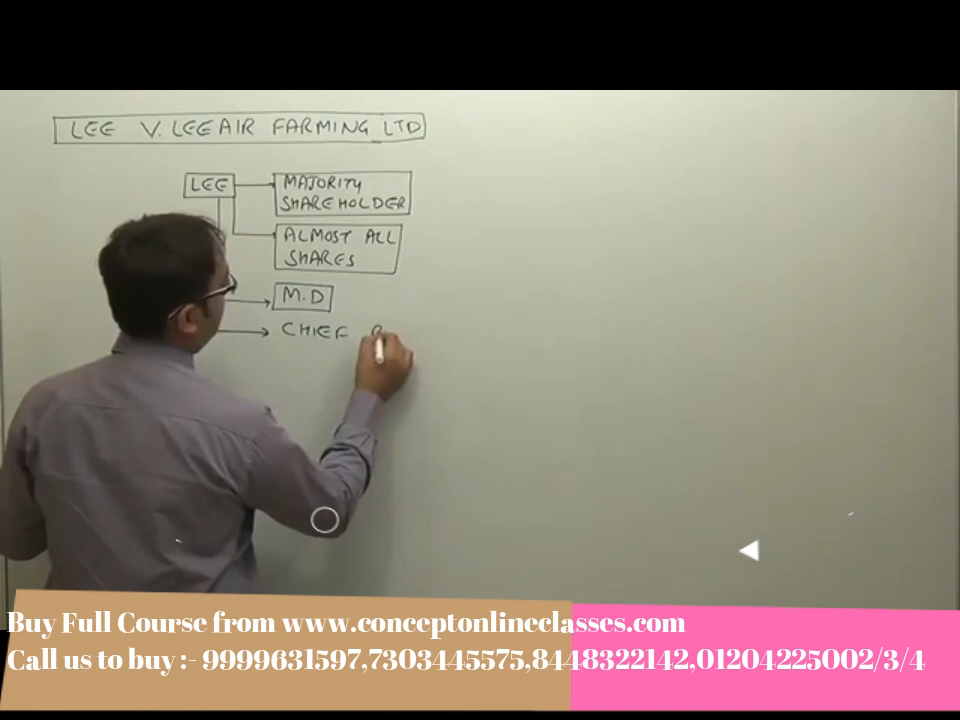 LEE V. LEE AIR FARMING LTD
LEE
MAJORITY
SHAREHOLDER
ALMOST ALL
SHARES
M.D
CHIEF
Buy Full Course from www.conceptonlineclasses.com
Call us to buy :- 9999631597,7303445575,8448322142,01204225002/3/4